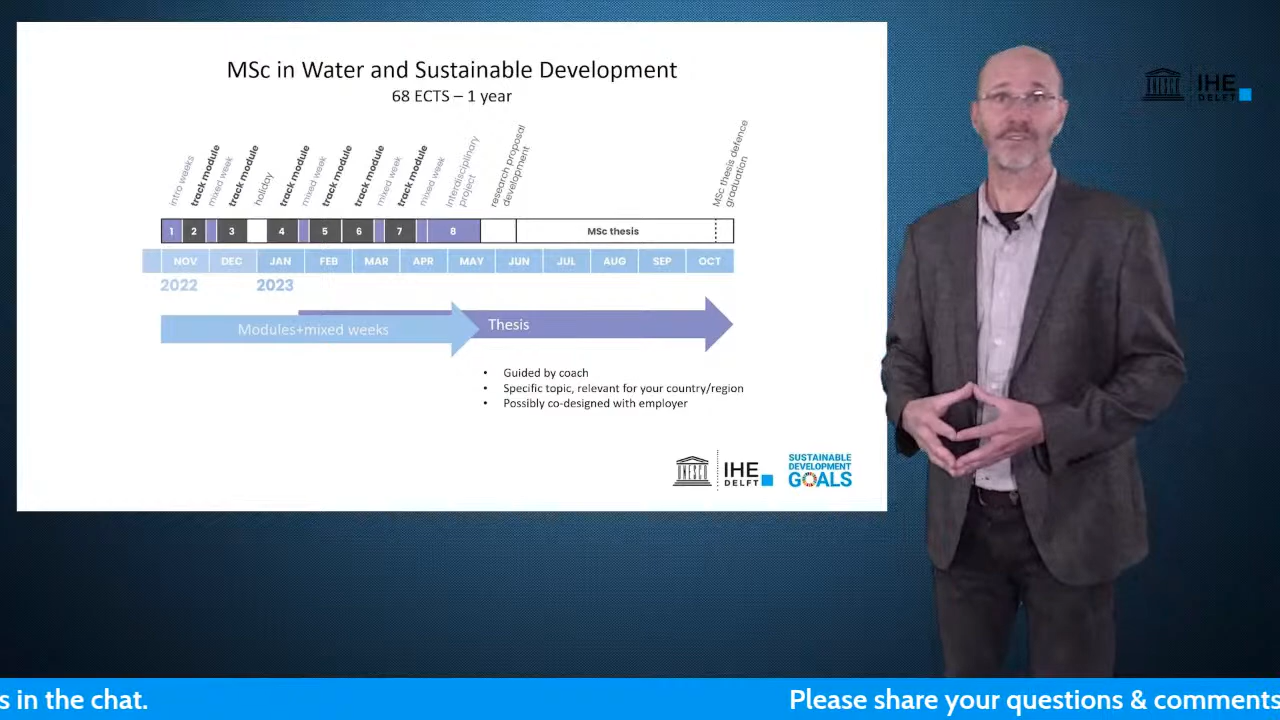 MSc in Water and Sustainable Development
68 ECTS – 1 year
intro weeks
track module
mixed week
track module
holiday
track module
mixed week
track module
track module
mixed week
track module
mixed week
Interdisciplinary
project
research proposal
development
MSc thesis defence
graduation
1 2 3 4 5 6 7 8 MSc thesis
NOV DEC JAN FEB MAR APR MAY JUN JUL AUG SEP OCT
2022 2023
Modules+mixed weeks
Thesis
• Guided by coach
• Specific topic, relevant for your country/region
• Possibly co-designed with employer
unesco
IHE
DELFT
SUSTAINABLE
DEVELOPMENT
GOALS
IHE
DELFT
s in the chat. Please share your questions & comments